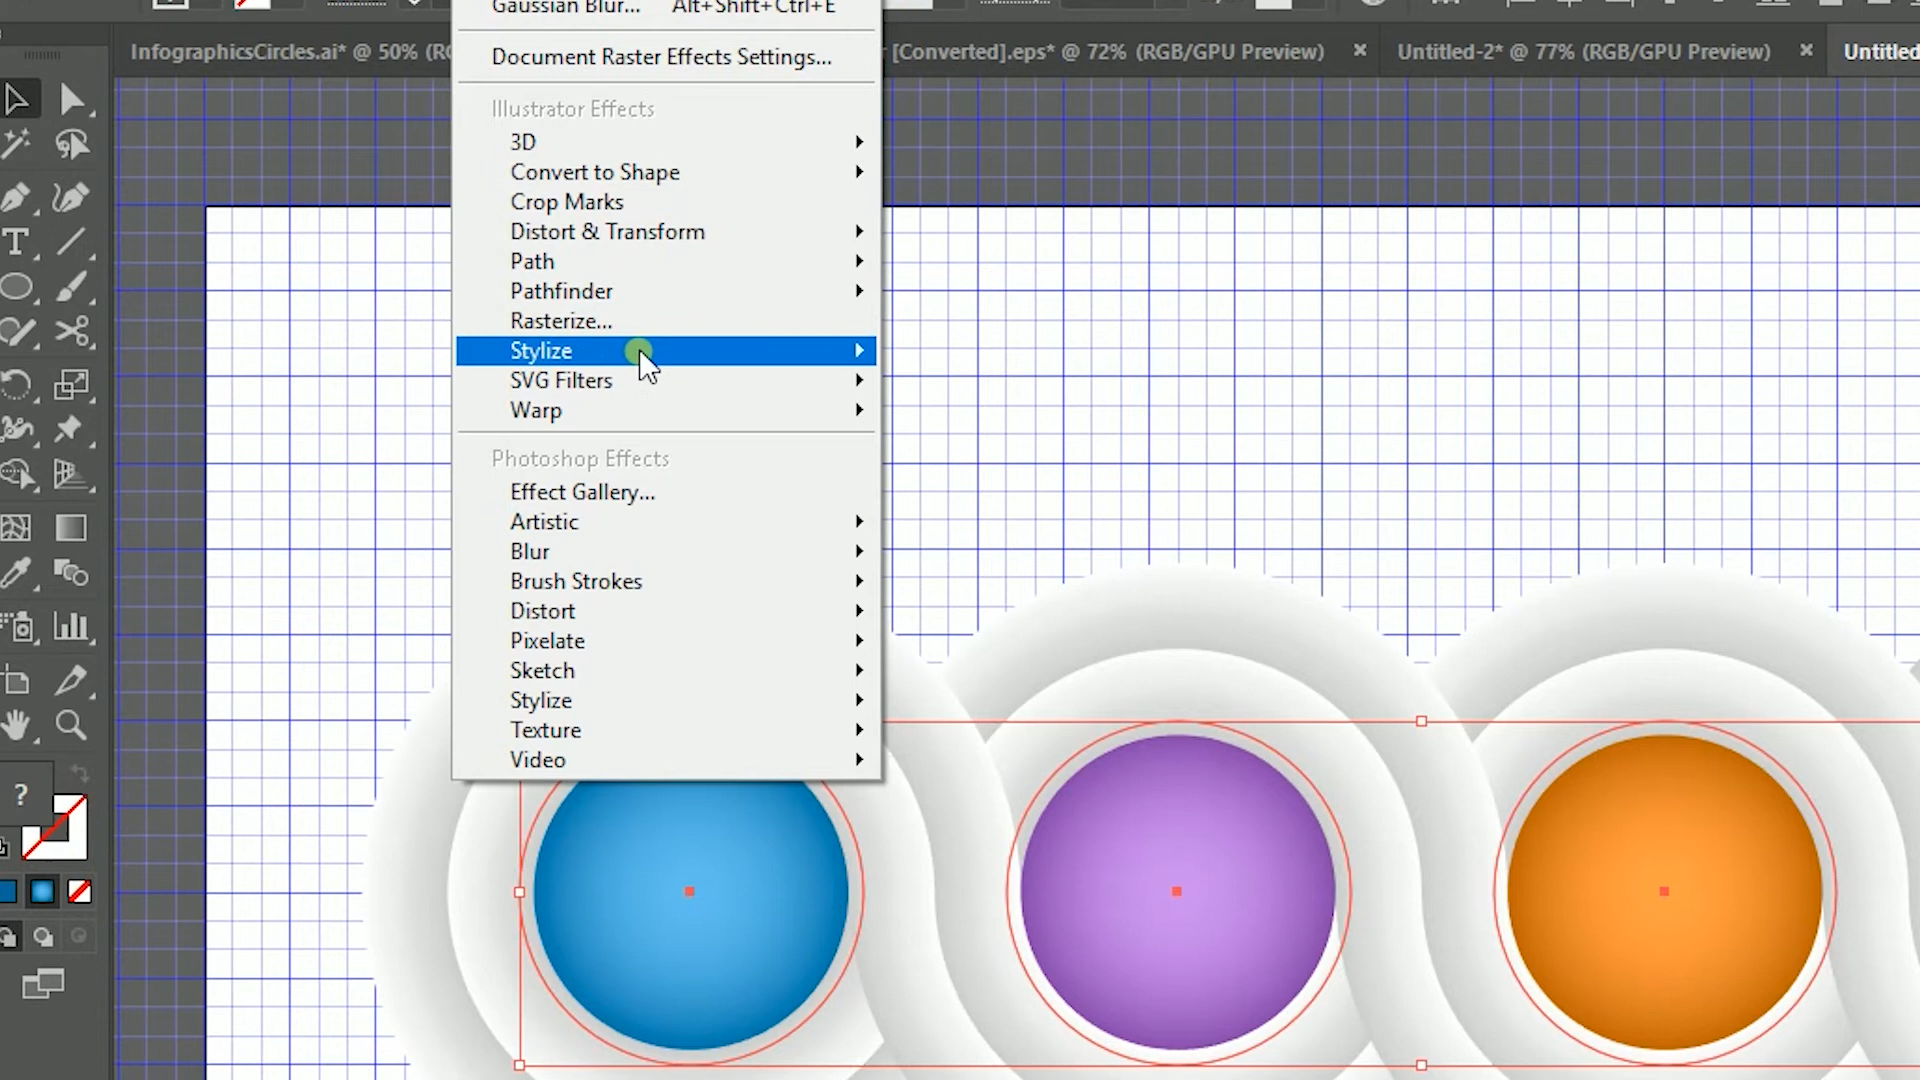 Gaussian Blur... Alt+Shift+Ctrl+E
InfographicsCircles.ai* @ 50% (R
[Converted].eps* @ 72% (RGB/GPU Preview) ×
Untitled-2* @ 77% (RGB/GPU Preview) ×
Untitled
Document Raster Effects Settings...
Illustrator Effects
3D
Convert to Shape
Crop Marks
Distort & Transform
Path
Pathfinder
Rasterize...
Stylize
SVG Filters
Warp
Photoshop Effects
Effect Gallery...
Artistic
Blur
Brush Strokes
Distort
Pixelate
Sketch
Stylize
Texture
Video
?